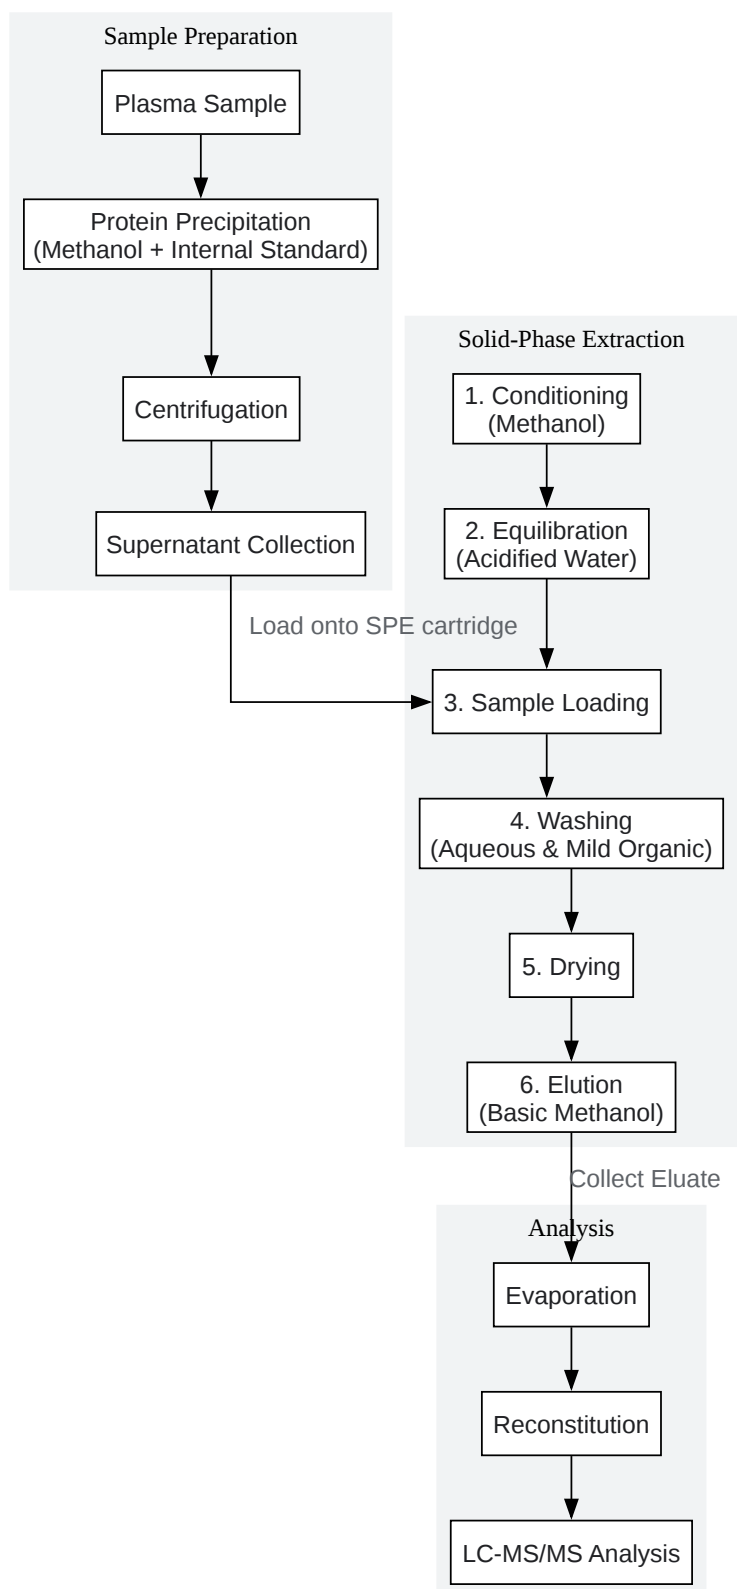 Sample Preparation
Plasma Sample
Protein Precipitation
(Methanol + Internal Standard)
Centrifugation
Supernatant Collection
Load onto SPE cartridge
Solid-Phase Extraction
1. Conditioning
(Methanol)
2. Equilibration
(Acidified Water)
3. Sample Loading
4. Washing
(Aqueous & Mild Organic)
5. Drying
6. Elution
(Basic Methanol)
Collect Eluate
Analysis
Evaporation
Reconstitution
LC-MS/MS Analysis